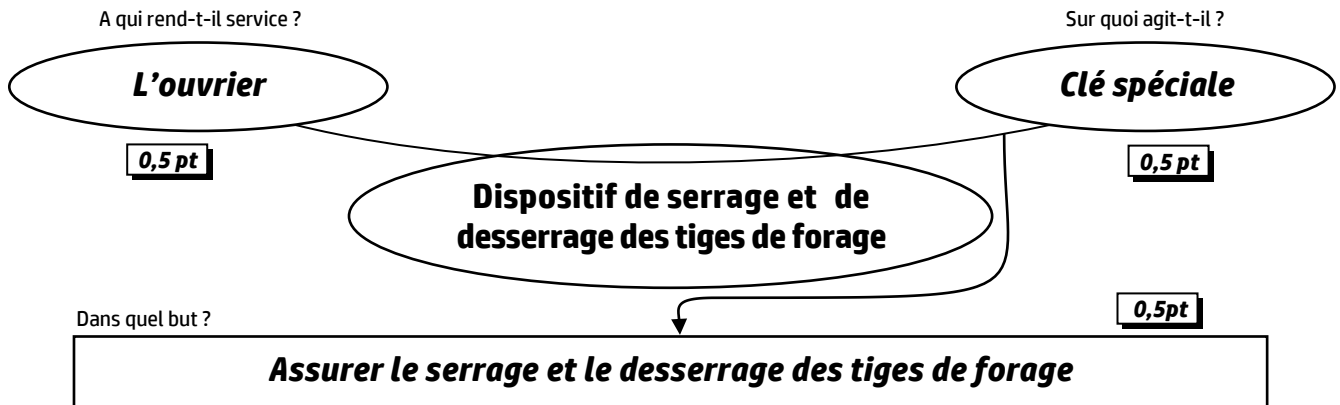 A qui rend-t-il service ?
Sur quoi agit-t-il ?
L'ouvrier
Clé spéciale
0,5 pt
0,5 pt
Dispositif de serrage et de
desserrage des tiges de forage
0,5pt
Dans quel but ?
Assurer le serrage et le desserrage des tiges de forage